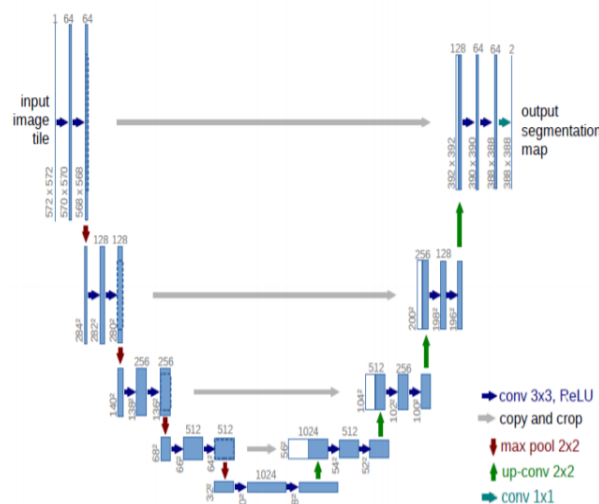 1 64 64
128 64 64 2
input
image
tile
output
segmentation
map
572 x 572
570 x 570
568 x 568
392 x 392
390 x 390
388 x 388
388 x 388
128 128
256 128
284²
282²
280²
200²
198²
196²
256 256
512 256
140²
138²
136²
104²
102²
100²
512 512
1024 512
68²
66²
64²
56²
54²
52²
1024
32²
conv 3x3, ReLU
copy and crop
max pool 2x2
up-conv 2x2
conv 1x1